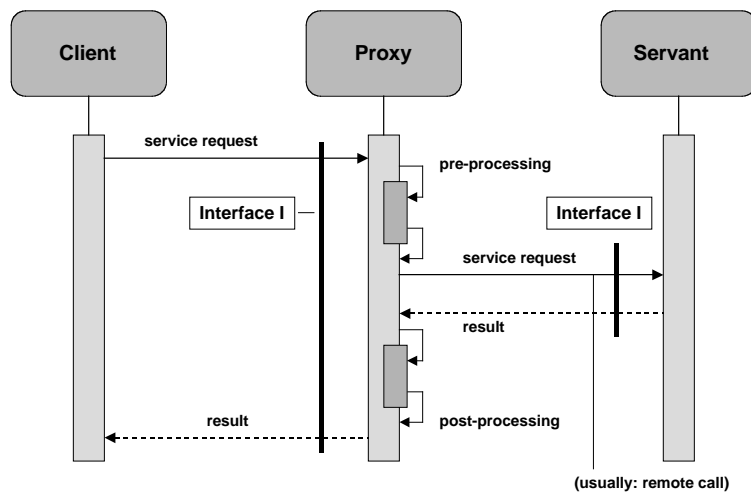 Client
Proxy
Servant
service request
pre-processing
Interface I
Interface I
service request
result
result
post-processing
(usually: remote call)